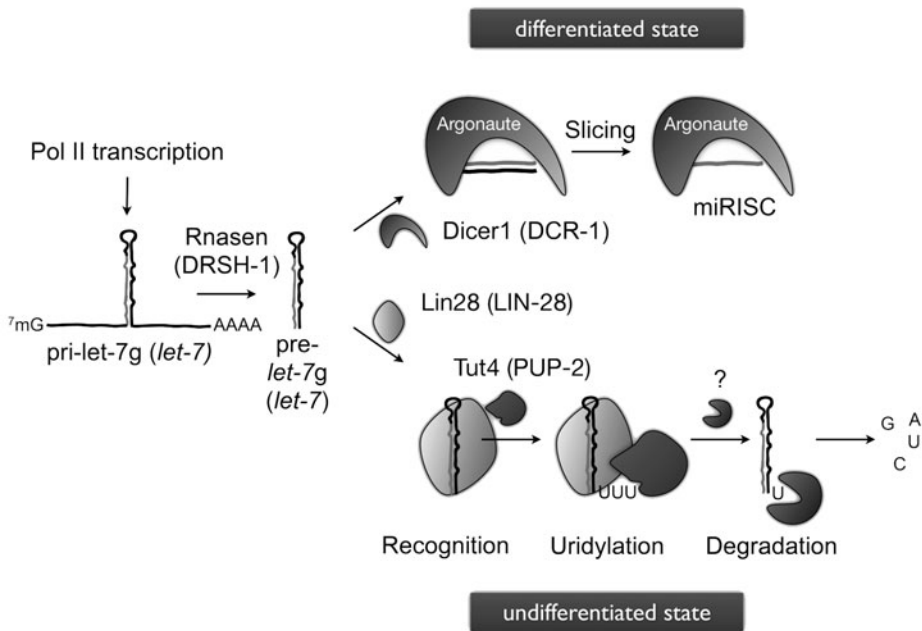 differentiated state
Argonaute
Slicing
Argonaute
miRISC
Pol II transcription
Rnasen
(DRSH-1)
Dicer1 (DCR-1)
Lin28 (LIN-28)
⁷mG
AAAA
pri-let-7g (let-7)
pre-
let-7g
(let-7)
Tut4 (PUP-2)
?
UUU
U
G
A
U
C
Recognition
Uridylation
Degradation
undifferentiated state